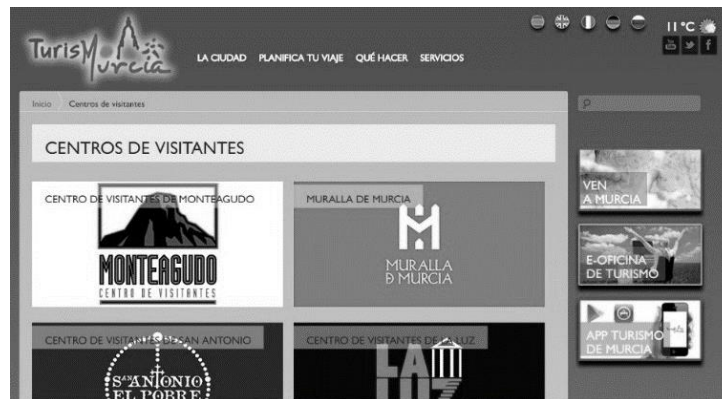 TurisMurcia
LA CIUDAD PLANIFICA TU VIAJE QUÉ HACER SERVICIOS
11 °C
Inicio Centros de visitantes
CENTROS DE VISITANTES
CENTRO DE VISITANTES DE MONTEAGUDO
MONTEAGUDO
CENTRO DE VISITANTES
MURALLA DE MURCIA
MURALLA
D MURCIA
CENTRO DE VISITANTES DE SAN ANTONIO
SAN ANTONIO
EL POBRE
CENTRO DE VISITANTES DE LA LUZ
LA
LUZ
VEN
A MURCIA
E-OFICINA
DE TURISMO
APP TURISMO
DE MURCIA